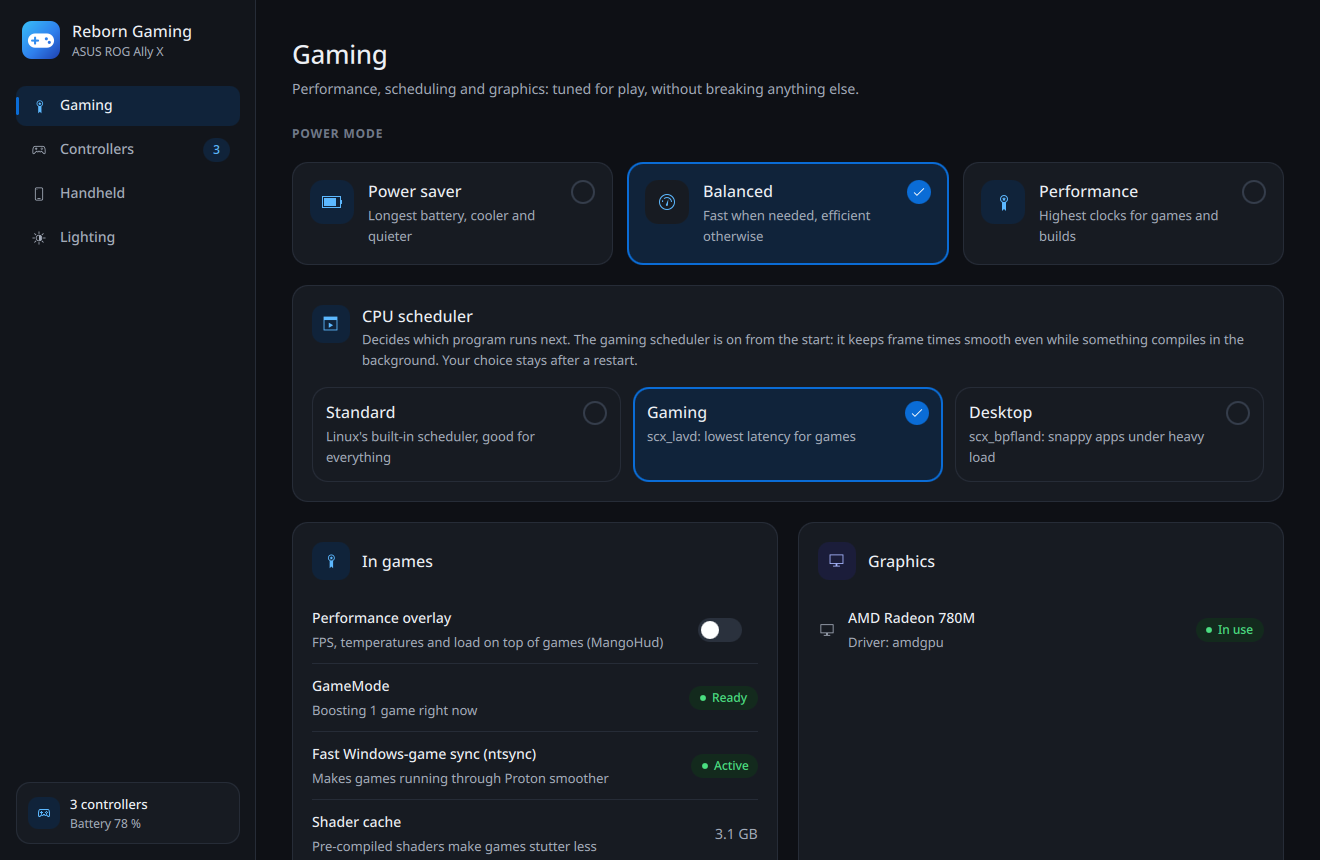 Reborn Gaming
ASUS ROG Ally X
Gaming
Controllers
3
Handheld
Lighting
3 controllers
Battery 78 %
Gaming
Performance, scheduling and graphics: tuned for play, without breaking anything else.
POWER MODE
Power saver
Longest battery, cooler and
quieter
Balanced
Fast when needed, efficient
otherwise
Performance
Highest clocks for games and
builds
CPU scheduler
Decides which program runs next. The gaming scheduler is on from the start: it keeps frame times smooth even while something compiles in the
background. Your choice stays after a restart.
Standard
Linux's built-in scheduler, good for
everything
Gaming
scx_lavd: lowest latency for games
Desktop
scx_bpfland: snappy apps under heavy
load
In games
Performance overlay
FPS, temperatures and load on top of games (MangoHud)
GameMode
Boosting 1 game right now
Ready
Fast Windows-game sync (ntsync)
Makes games running through Proton smoother
Active
Shader cache
Pre-compiled shaders make games stutter less
3.1 GB
Graphics
AMD Radeon 780M
Driver: amdgpu
In use